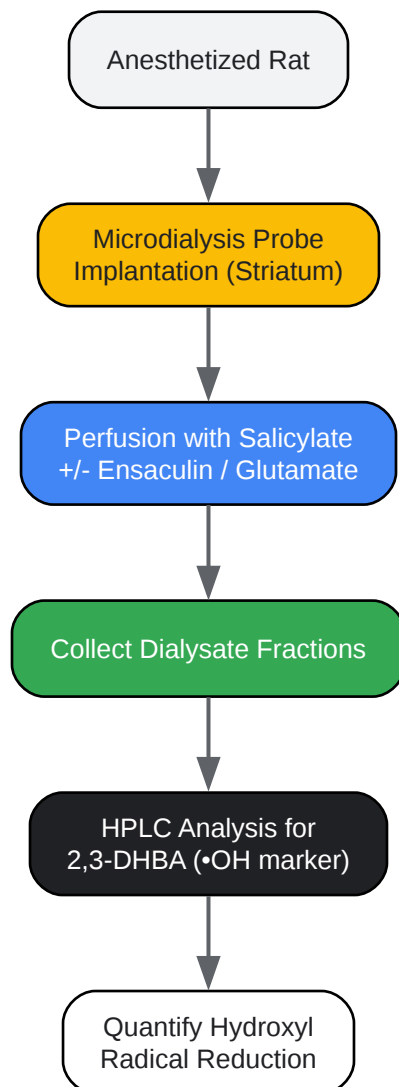 Anesthetized Rat
Microdialysis Probe
Implantation (Striatum)
Perfusion with Salicylate
+/- Ensaculin / Glutamate
Collect Dialysate Fractions
HPLC Analysis for
2,3-DHBA (•OH marker)
Quantify Hydroxyl
Radical Reduction